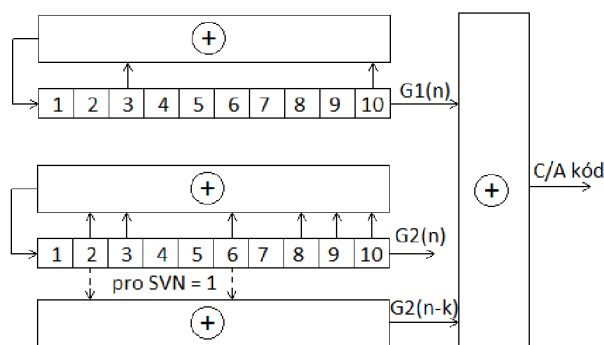 +
1 2 3 4 5 6 7 8 9 10
G1(n)
C/A kód
+
+
1 2 3 4 5 6 7 8 9 10
G2(n)
pro SVN = 1
G2(n-k)
+